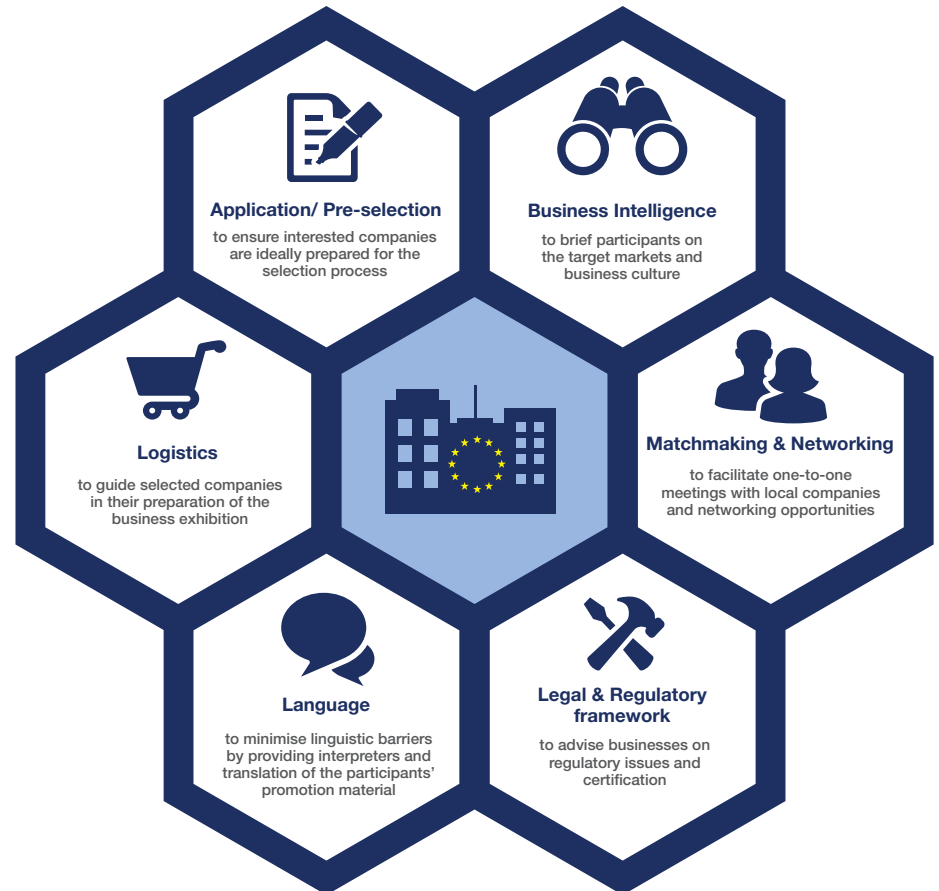 Application/ Pre-selection
to ensure interested companies
are ideally prepared for the
selection process
Business Intelligence
to brief participants on
the target markets and
business culture
Logistics
to guide selected companies
in their preparation of the
business exhibition
Matchmaking & Networking
to facilitate one-to-one
meetings with local companies
and networking opportunities
Language
to minimise linguistic barriers
by providing interpreters and
translation of the participants'
promotion material
Legal & Regulatory
framework
to advise businesses on
regulatory issues and
certification